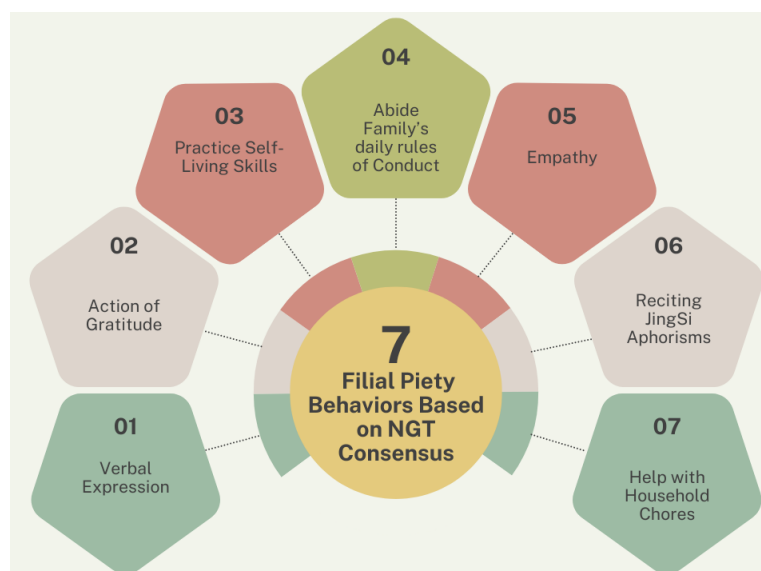 01
Verbal
Expression
02
Action of
Gratitude
03
Practice Self-
Living Skills
04
Abide
Family's
daily rules
of Conduct
05
Empathy
06
Reciting
JingSi
Aphorisms
07
Help with
Household
Chores
7
Filial Piety
Behaviors Based
on NGT
Consensus